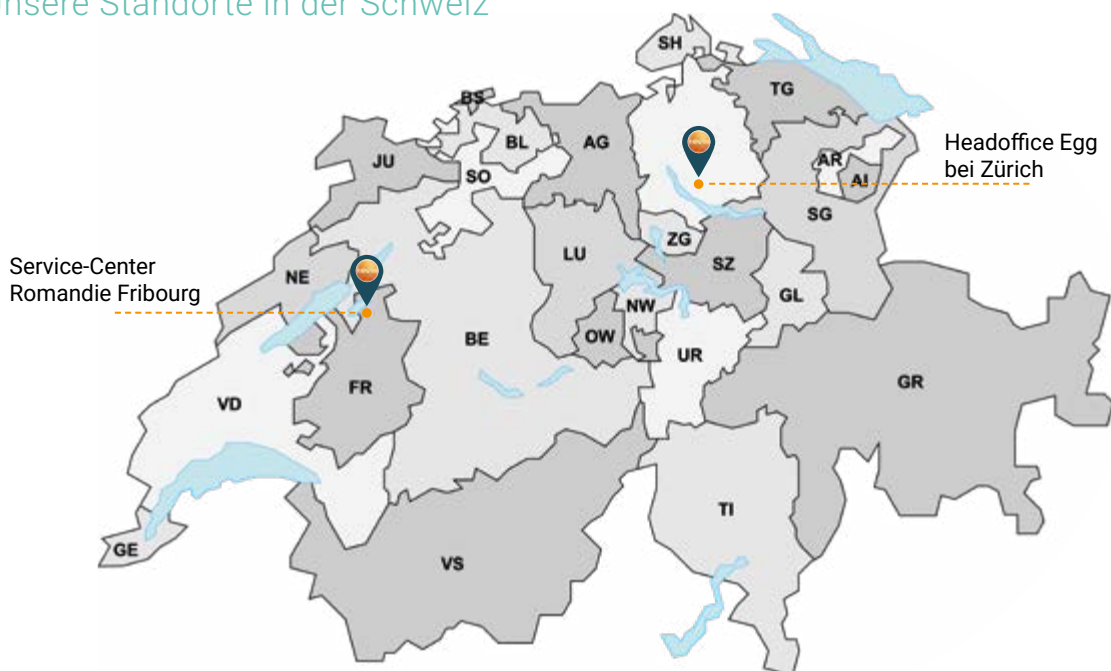 nsere Standorte in der Schweiz
SH
TG
BS
BL
AG
JU
SO
AR
AI
Headoffice Egg
bei Zürich
SG
ZG
LU
SZ
Service-Center
Romandie Fribourg
NE
NW
GL
OW
BE
UR
FR
GR
VD
TI
GE
VS